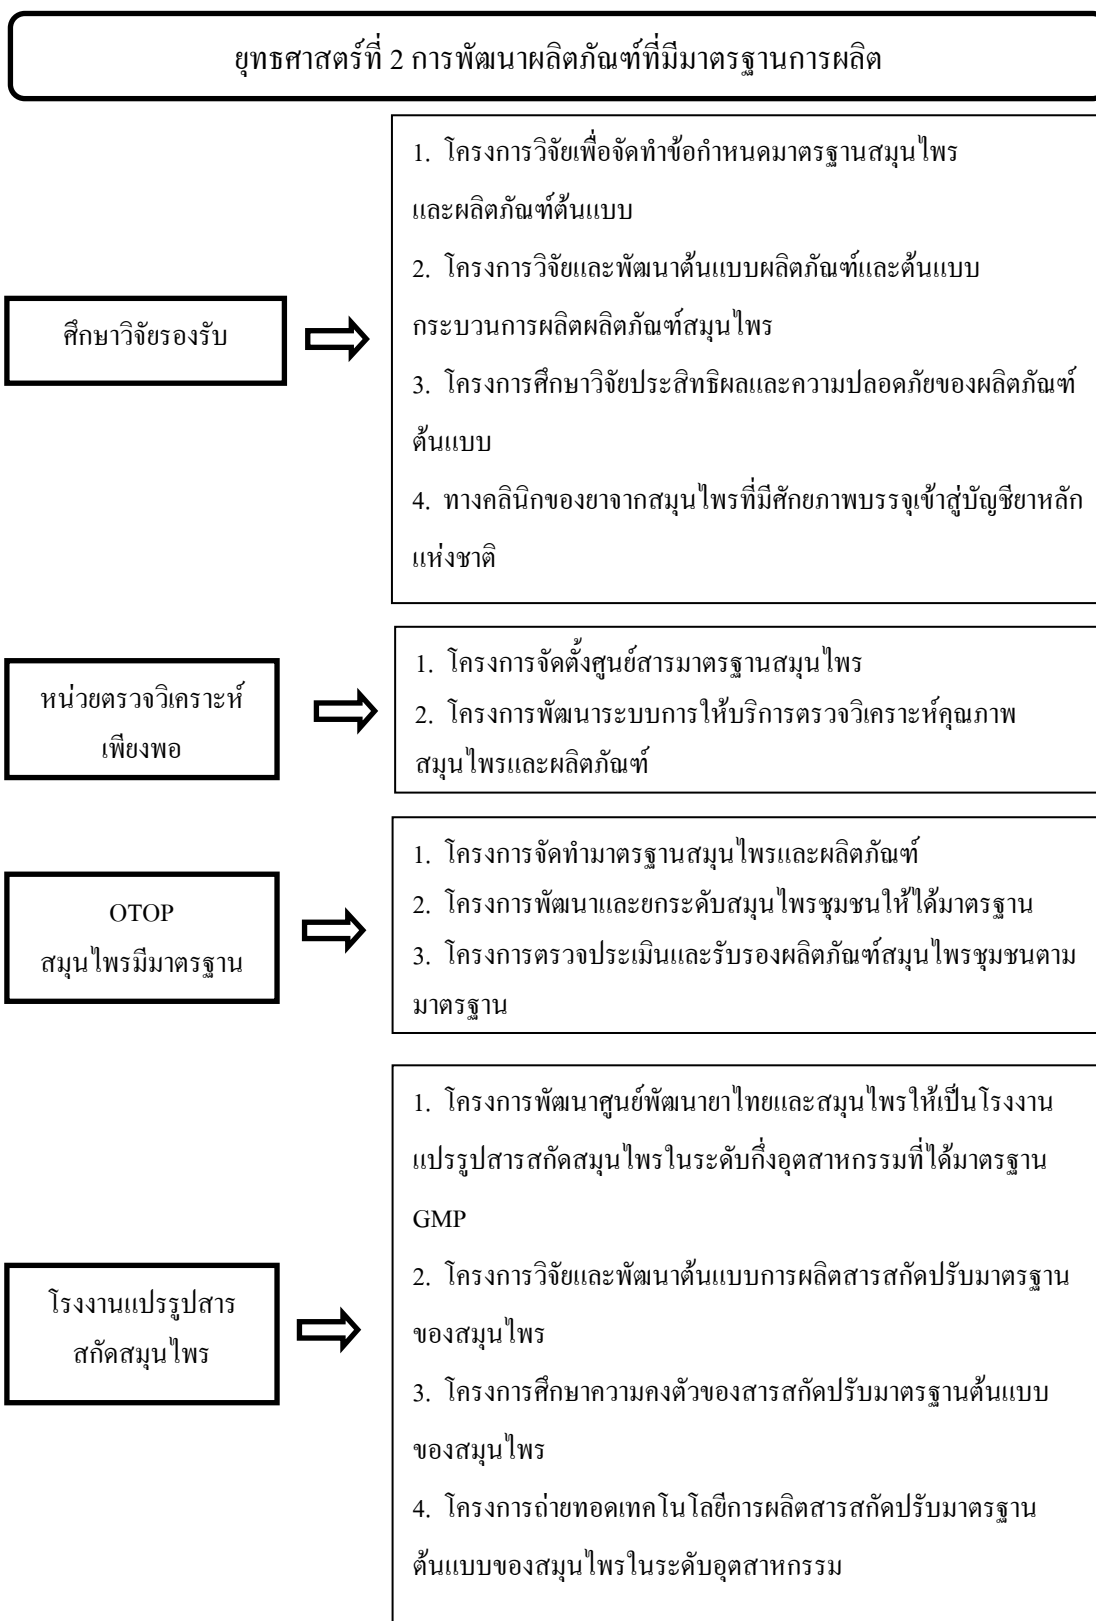 ยุทธศาสตร์ที่ 2 การพัฒนาผลิตภัณฑ์ที่มีมาตรฐานการผลิต
ศึกษาวิจัยรองรับ
1. โครงการวิจัยเพื่อจัดทำข้อกำหนดมาตรฐานสมุนไพร
และผลิตภัณฑ์ต้นแบบ
2. โครงการวิจัยและพัฒนาต้นแบบผลิตภัณฑ์และต้นแบบ
กระบวนการผลิตผลิตภัณฑ์สมุนไพร
3. โครงการศึกษาวิจัยประสิทธิผลและความปลอดภัยของผลิตภัณฑ์
ต้นแบบ
4. ทางคลินิกของยาจากสมุนไพรที่มีศักยภาพบรรจุเข้าสู่บัญชียาหลัก
แห่งชาติ
หน่วยตรวจวิเคราะห์
เพียงพอ
1. โครงการจัดตั้งศูนย์สารมาตรฐานสมุนไพร
2. โครงการพัฒนาระบบการให้บริการตรวจวิเคราะห์คุณภาพ
สมุนไพรและผลิตภัณฑ์
OTOP
สมุนไพรมีมาตรฐาน
1. โครงการจัดทำมาตรฐานสมุนไพรและผลิตภัณฑ์
2. โครงการพัฒนาและยกระดับสมุนไพรชุมชนให้ได้มาตรฐาน
3. โครงการตรวจประเมินและรับรองผลิตภัณฑ์สมุนไพรชุมชนตาม
มาตรฐาน
โรงงานแปรรูปสาร
สกัดสมุนไพร
1. โครงการพัฒนาศูนย์พัฒนายาไทยและสมุนไพรให้เป็นโรงงาน
แปรรูปสารสกัดสมุนไพรในระดับกึ่งอุตสาหกรรมที่ได้มาตรฐาน
GMP
2. โครงการวิจัยและพัฒนาต้นแบบการผลิตสารสกัดปรับมาตรฐาน
ของสมุนไพร
3. โครงการศึกษาความคงตัวของสารสกัดปรับมาตรฐานต้นแบบ
ของสมุนไพร
4. โครงการถ่ายทอดเทคโนโลยีการผลิตสารสกัดปรับมาตรฐาน
ต้นแบบของสมุนไพรในระดับอุตสาหกรรม